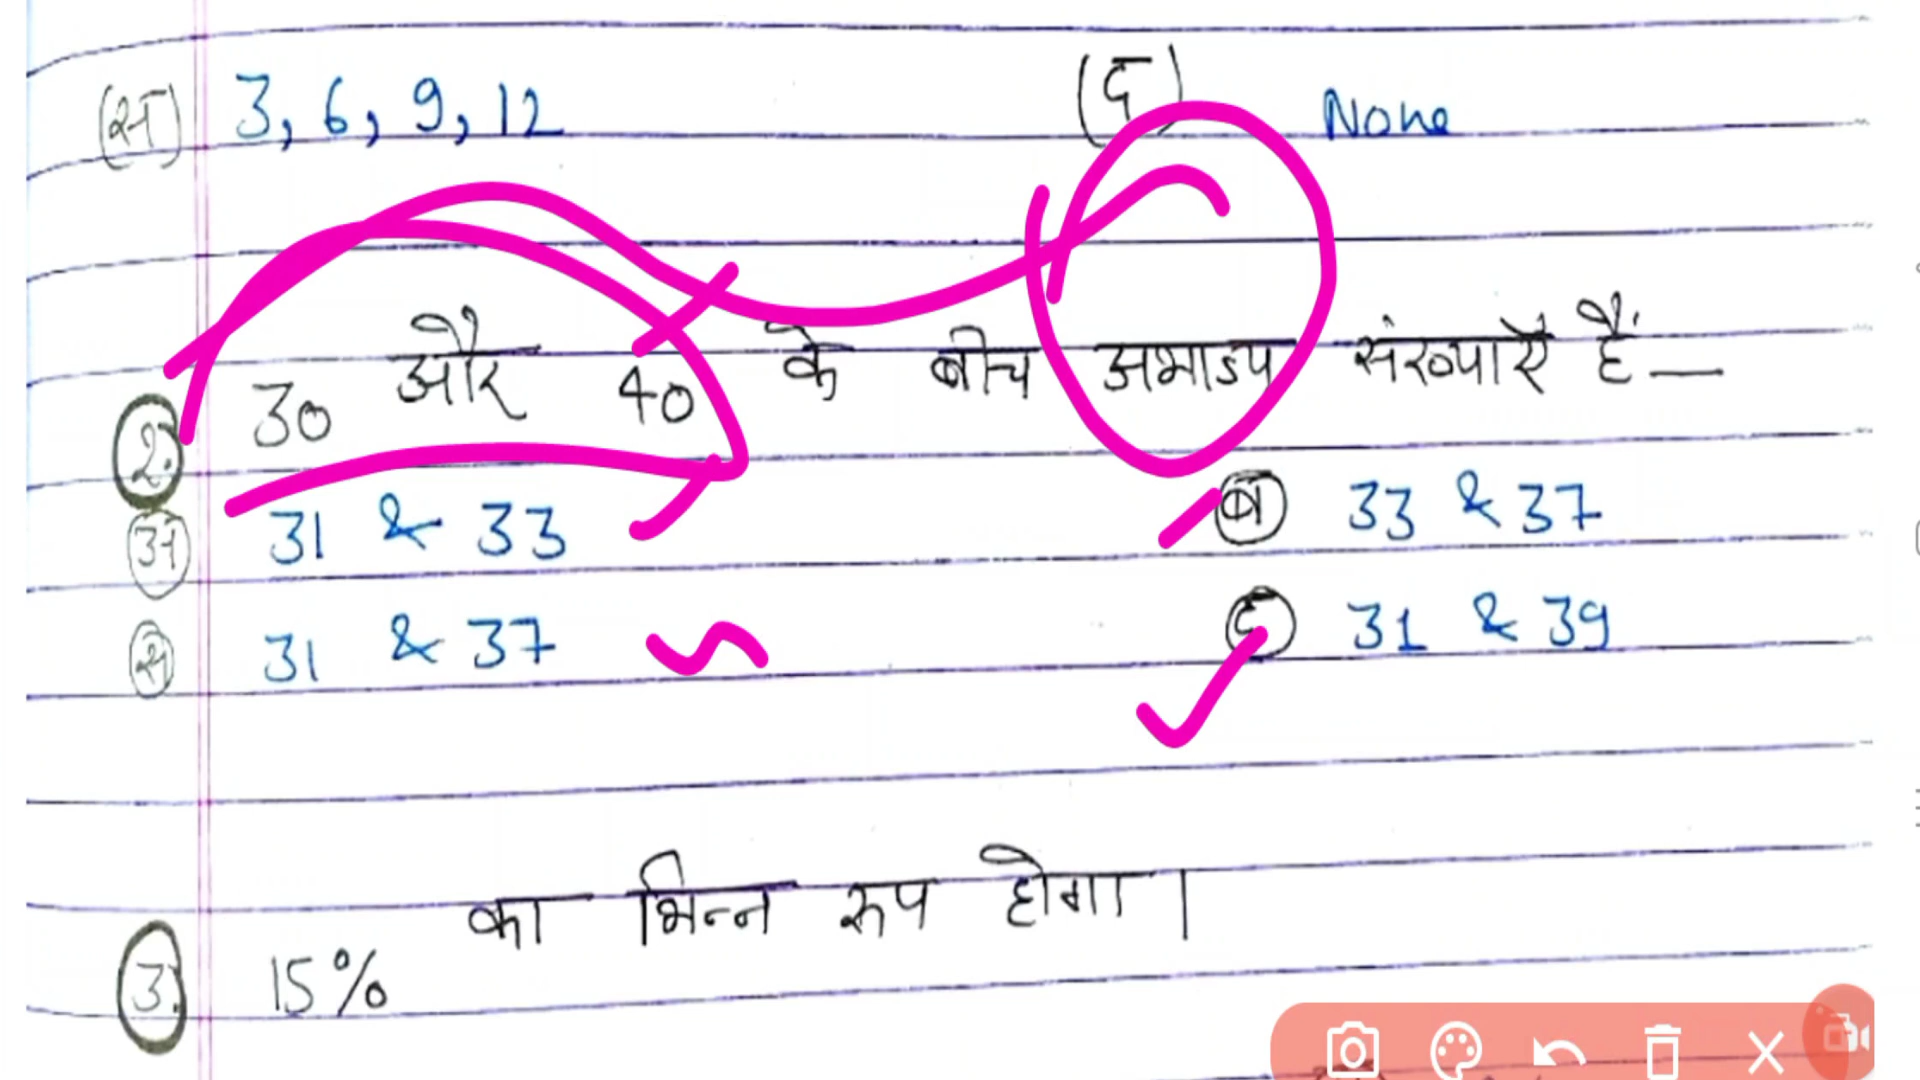 (स) 3, 6, 9, 12 (द) None
2. 30 और 40 के बीच अभाज्य संख्याएँ हैं—
अ 31 & 33 ब 33 & 37
स 31 & 37 द 31 & 39
3. 15% का भिन्न रूप होगा।